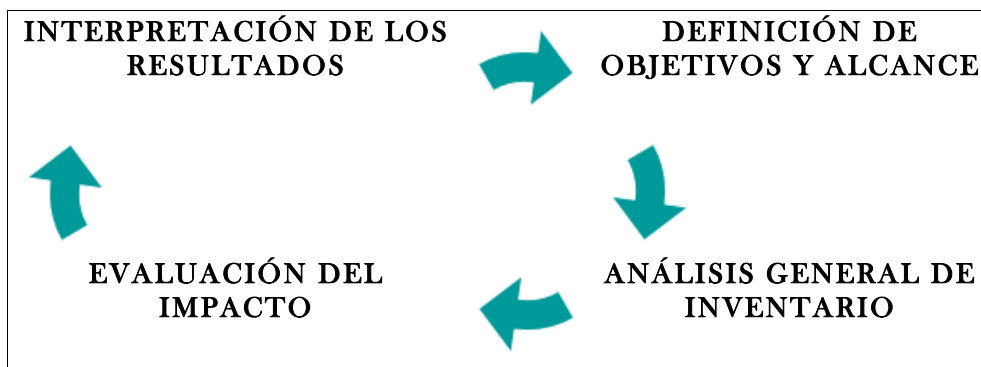 INTERPRETACIÓN DE LOS
RESULTADOS
DEFINICIÓN DE
OBJETIVOS Y ALCANCE
EVALUACIÓN DEL
IMPACTO
ANÁLISIS GENERAL DE
INVENTARIO